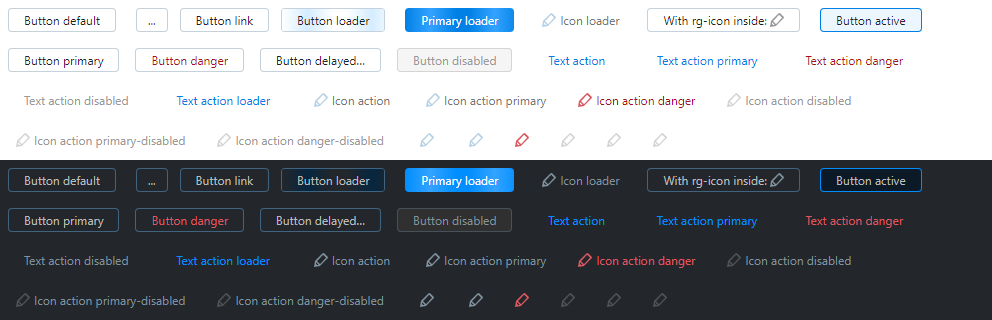 Button default ... Button link Button loader Primary loader Icon loader With rg-icon inside: Button active
Button primary Button danger Button delayed... Button disabled Text action Text action primary Text action danger
Text action disabled Text action loader Icon action Icon action primary Icon action danger Icon action disabled
Icon action primary-disabled Icon action danger-disabled
Button default ... Button link Button loader Primary loader Icon loader With rg-icon inside: Button active
Button primary Button danger Button delayed... Button disabled Text action Text action primary Text action danger
Text action disabled Text action loader Icon action Icon action primary Icon action danger Icon action disabled
Icon action primary-disabled Icon action danger-disabled